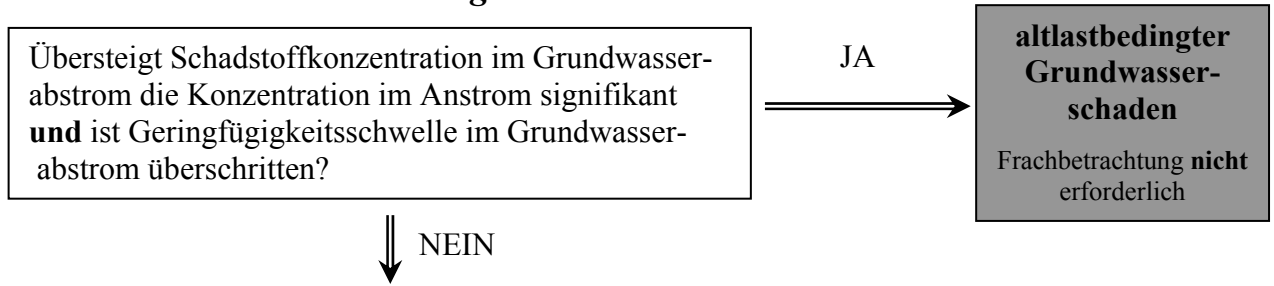 Übersteigt Schadstoffkonzentration im Grundwasser-
abstrom die Konzentration im Anstrom signifikant
und ist Geringfügigkeitsschwelle im Grundwasser-
abstrom überschritten?
JA
altlastbedingter
Grundwasser-
schaden
Frachbetrachtung nicht
erforderlich
NEIN